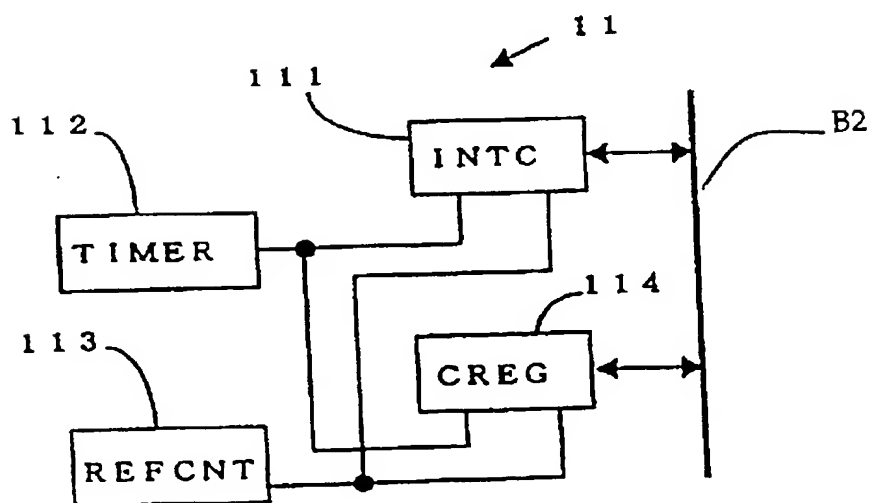 11
111
112
B2
INTC
TIMER
114
113
CREG
REFCNT